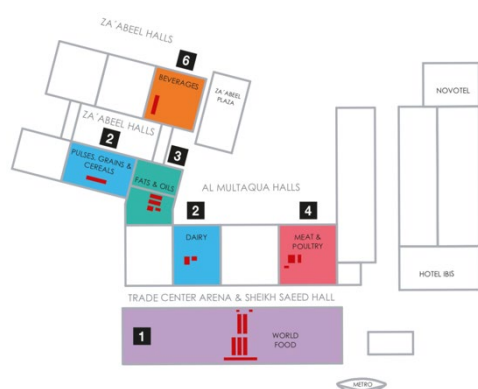 ZA´ABEEL HALLS
6
BEVERAGES
ZA´ABEEL
PLAZA
NOVOTEL
ZA´ABEEL HALLS
2
3
PULSES, GRAINS &
CEREALS
FATS & OILS
AL MULTAQUA HALLS
2
4
DAIRY
MEAT &
POULTRY
HOTEL IBIS
TRADE CENTER ARENA & SHEIKH SAEED HALL
1
WORLD
FOOD
METRO